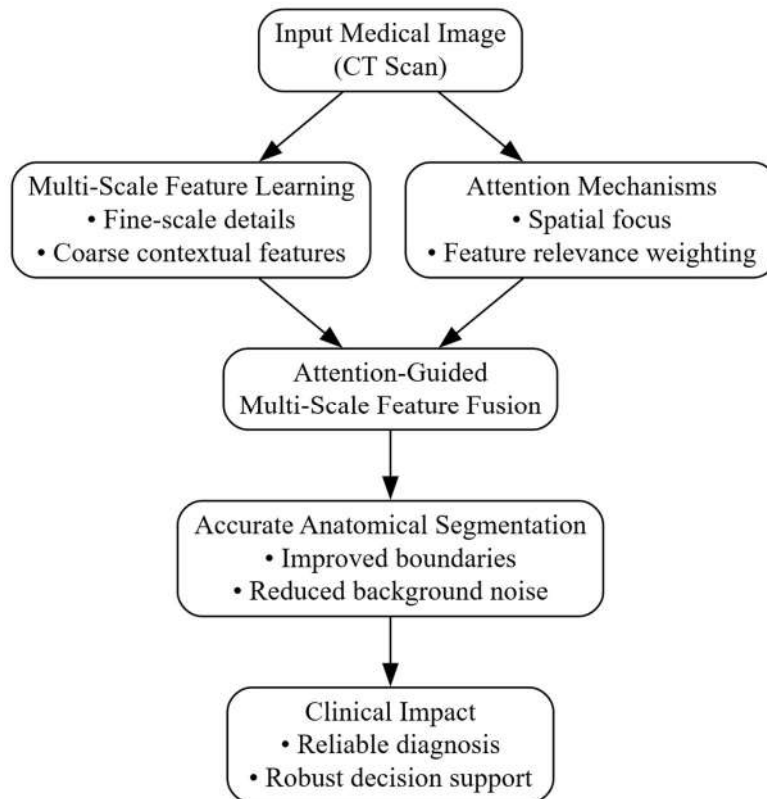 Input Medical Image
(CT Scan)
Multi-Scale Feature Learning
• Fine-scale details
• Coarse contextual features
Attention Mechanisms
• Spatial focus
• Feature relevance weighting
Attention-Guided
Multi-Scale Feature Fusion
Accurate Anatomical Segmentation
• Improved boundaries
• Reduced background noise
Clinical Impact
• Reliable diagnosis
• Robust decision support